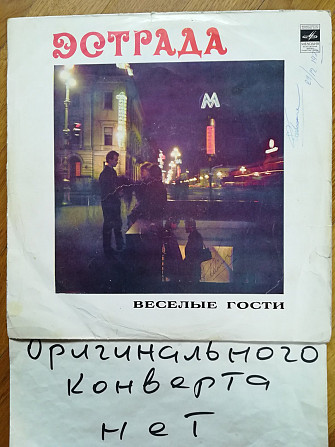 ЭСТРАДА
М
ВЕСЕЛЫЕ ГОСТИ
Оригинального
конверта
нет